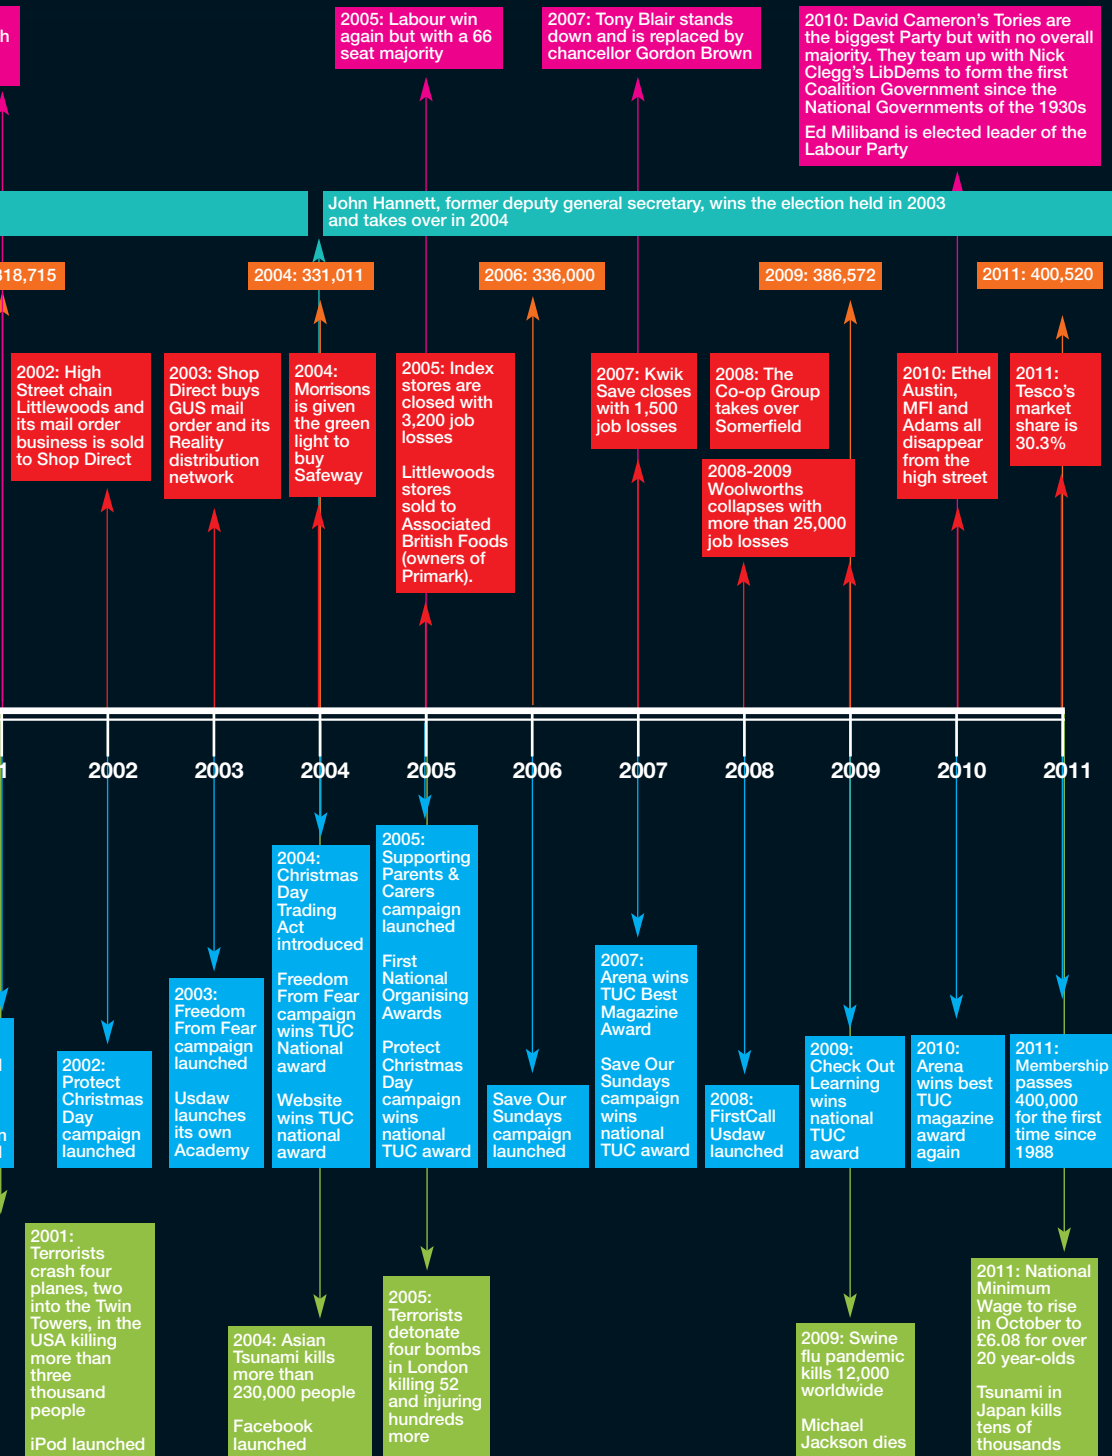 h
2005: Labour win
again but with a 66
seat majority
2007: Tony Blair stands
down and is replaced by
chancellor Gordon Brown
2010: David Cameron's Tories are
the biggest Party but with no overall
majority. They team up with Nick
Clegg's LibDems to form the first
Coalition Government since the
National Governments of the 1930s
Ed Miliband is elected leader of the
Labour Party
John Hannett, former deputy general secretary, wins the election held in 2003
and takes over in 2004
318,715
2004: 331,011
2006: 336,000
2009: 386,572
2011: 400,520
2002: High
Street chain
Littlewoods and
its mail order
business is sold
to Shop Direct
2003: Shop
Direct buys
GUS mail
order and its
Reality
distribution
network
2004:
Morrisons
is given
the green
light to
buy
Safeway
2005: Index
stores are
closed with
3,200 job
losses
Littlewoods
stores
sold to
Associated
British Foods
(owners of
Primark).
2007: Kwik
Save closes
with 1,500
job losses
2008: The
Co-op Group
takes over
Somerfield
2008-2009
Woolworths
collapses with
more than 25,000
job losses
2010: Ethel
Austin,
MFI and
Adams all
disappear
from the
high street
2011:
Tesco's
market
share is
30.3%
1
2002
2003
2004
2005
2006
2007
2008
2009
2010
2011
2002:
Protect
Christmas
Day
campaign
launched
2003:
Freedom
From Fear
campaign
launched
Usdaw
launches
its own
Academy
2004:
Christmas
Day
Trading
Act
introduced
Freedom
From Fear
campaign
wins TUC
National
award
Website
wins TUC
national
award
2005:
Supporting
Parents &
Carers
campaign
launched
First
National
Organising
Awards
Protect
Christmas
Day
campaign
wins
national
TUC award
Save Our
Sundays
campaign
launched
2007:
Arena wins
TUC Best
Magazine
Award
Save Our
Sundays
campaign
wins
national
TUC award
2008:
FirstCall
Usdaw
launched
2009:
Check Out
Learning
wins
national
TUC
award
2010:
Arena
wins best
TUC
magazine
award
again
2011:
Membership
passes
400,000
for the first
time since
1988
2001:
Terrorists
crash four
planes, two
into the Twin
Towers, in the
USA killing
more than
three
thousand
people
iPod launched
2004: Asian
Tsunami kills
more than
230,000 people
Facebook
launched
2005:
Terrorists
detonate
four bombs
in London
killing 52
and injuring
hundreds
more
2009: Swine
flu pandemic
kills 12,000
worldwide
Michael
Jackson dies
2011: National
Minimum
Wage to rise
in October to
£6.08 for over
20 year-olds
Tsunami in
Japan kills
tens of
thousands